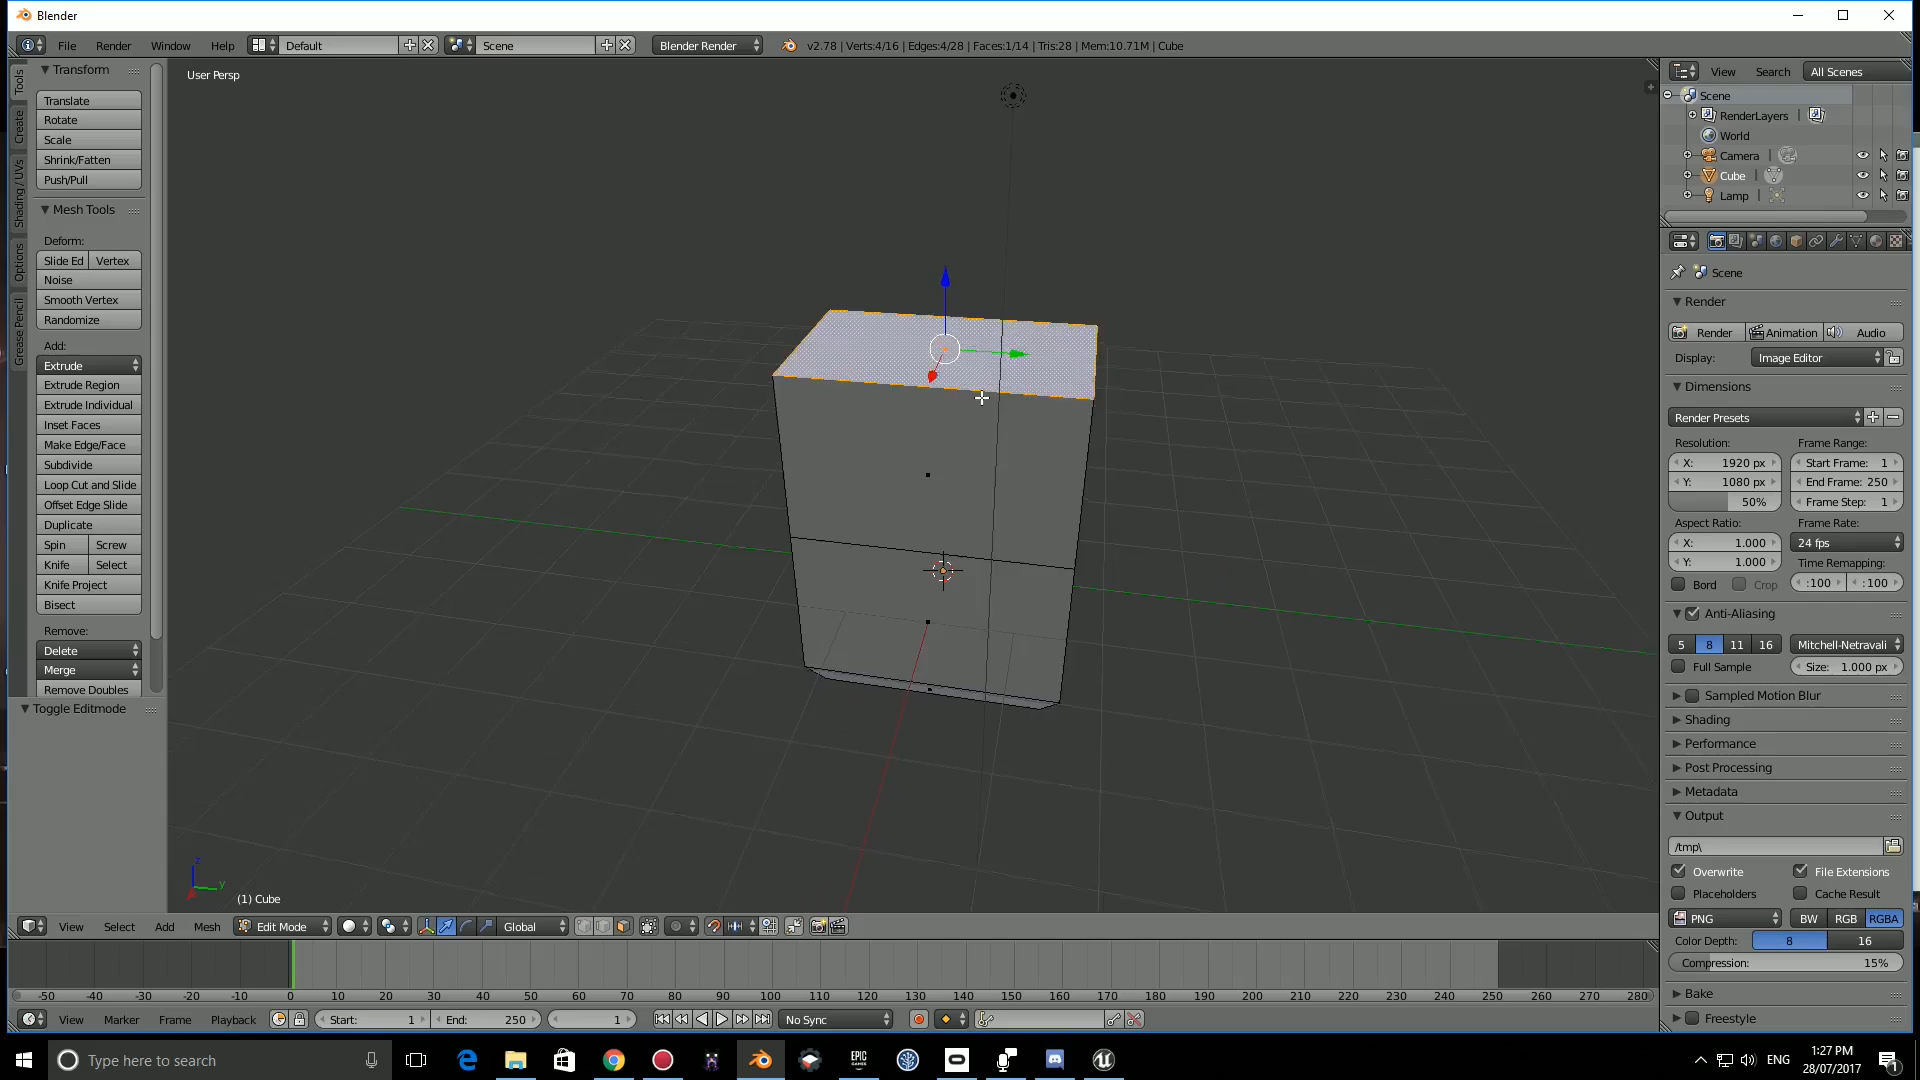 Blender
File Render Window Help Default Scene Blender Render v2.78 | Verts:4/16 | Edges:4/28 | Faces:1/14 | Tris:28 | Mem:10.71M | Cube
Tools
Create
Shading / UVs
Options
Grease Pencil
Transform
Translate
Rotate
Scale
Shrink/Fatten
Push/Pull
Mesh Tools
Deform:
Slide Ed Vertex
Noise
Smooth Vertex
Randomize
Add:
Extrude
Extrude Region
Extrude Individual
Inset Faces
Make Edge/Face
Subdivide
Loop Cut and Slide
Offset Edge Slide
Duplicate
Spin Screw
Knife Select
Knife Project
Bisect
Remove:
Delete
Merge
Remove Doubles
Toggle Editmode
User Persp
z
y
(1) Cube
View Select Add Mesh Edit Mode Global
-50 -40 -30 -20 -10 0 10 20 30 40 50 60 70 80 90 100 110 120 130 140 150 160 170 180 190 200 210 220 230 240 250 260 270 280
View Marker Frame Playback Start: 1 End: 250 1 No Sync
View Search All Scenes
Scene
RenderLayers |
World
Camera |
Cube |
Lamp |
Scene
Render
Render Animation Audio
Display: Image Editor
Dimensions
Render Presets
Resolution: Frame Range:
X: 1920 px Start Frame: 1
Y: 1080 px End Frame: 250
50% Frame Step: 1
Aspect Ratio: Frame Rate:
X: 1.000 24 fps
Y: 1.000 Time Remapping:
Bord Crop :100 :100
Anti-Aliasing
5 8 11 16 Mitchell-Netravali
Full Sample Size: 1.000 px
Sampled Motion Blur
Shading
Performance
Post Processing
Metadata
Output
/tmp\
Overwrite File Extensions
Placeholders Cache Result
PNG BW RGB RGBA
Color Depth: 8 16
Compression: 15%
Bake
Freestyle
Type here to search EPIC GAMES ENG 1:27 PM
28/07/2017 1